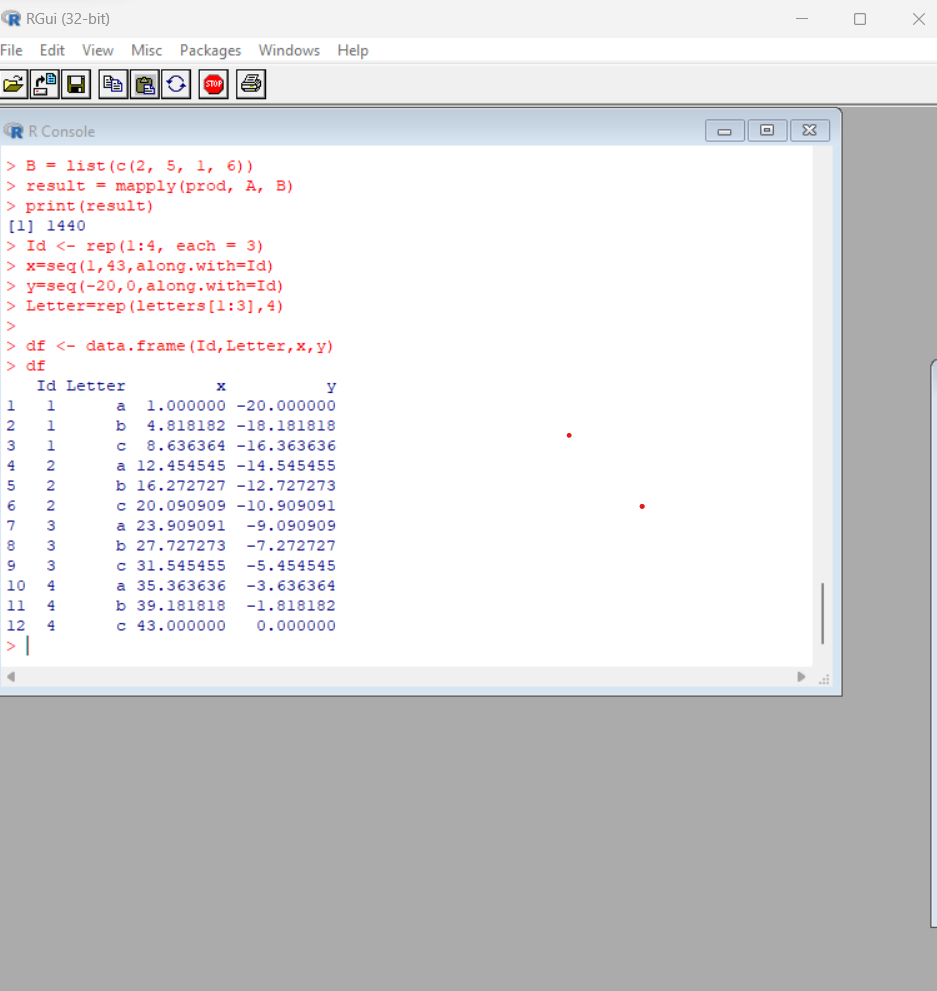 RGui (32-bit)
File Edit View Misc Packages Windows Help
STOP
R Console
> B = list(c(2, 5, 1, 6))
> result = mapply(prod, A, B)
> print(result)
[1] 1440
> Id <- rep(1:4, each = 3)
> x=seq(1,43,along.with=Id)
> y=seq(-20,0,along.with=Id)
> Letter=rep(letters[1:3],4)
>
> df <- data.frame(Id,Letter,x,y)
> df
   Id Letter         x          y
1   1      a  1.000000 -20.000000
2   1      b  4.818182 -18.181818
3   1      c  8.636364 -16.363636
4   2      a 12.454545 -14.545455
5   2      b 16.272727 -12.727273
6   2      c 20.090909 -10.909091
7   3      a 23.909091  -9.090909
8   3      b 27.727273  -7.272727
9   3      c 31.545455  -5.454545
10  4      a 35.363636  -3.636364
11  4      b 39.181818  -1.818182
12  4      c 43.000000   0.000000
>